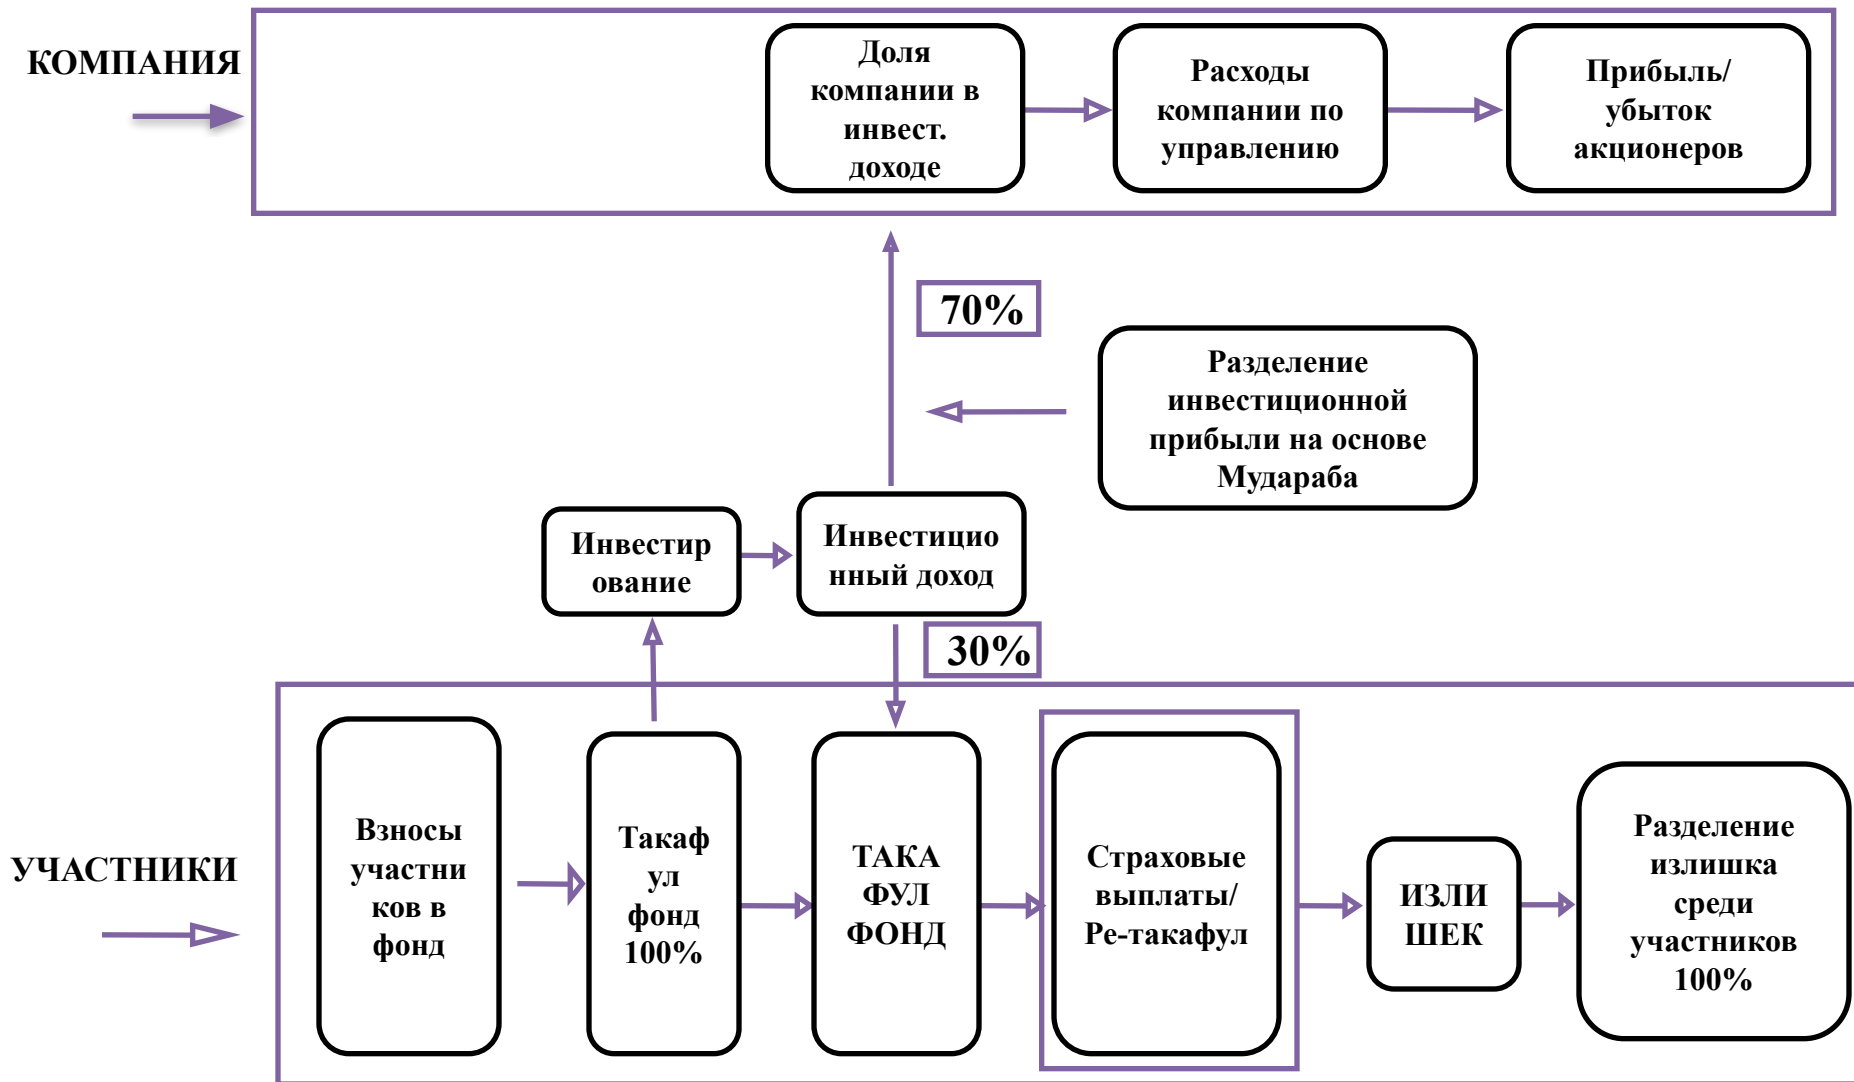 КОМПАНИЯ
Доля
компании в
инвест.
доходе
Расходы
компании по
управлению
Прибыль/
убыток
акционеров
70%
Разделение
инвестиционной
прибыли на основе
Мудараба
Инвестир
ование
Инвестицио
нный доход
30%
УЧАСТНИКИ
Взносы
участни
ков в
фонд
Такаф
ул
фонд
100%
ТАКА
ФУЛ
ФОНД
Страховые
выплаты/
Ре-такафул
ИЗЛИ
ШЕК
Разделение
излишка
среди
участников
100%